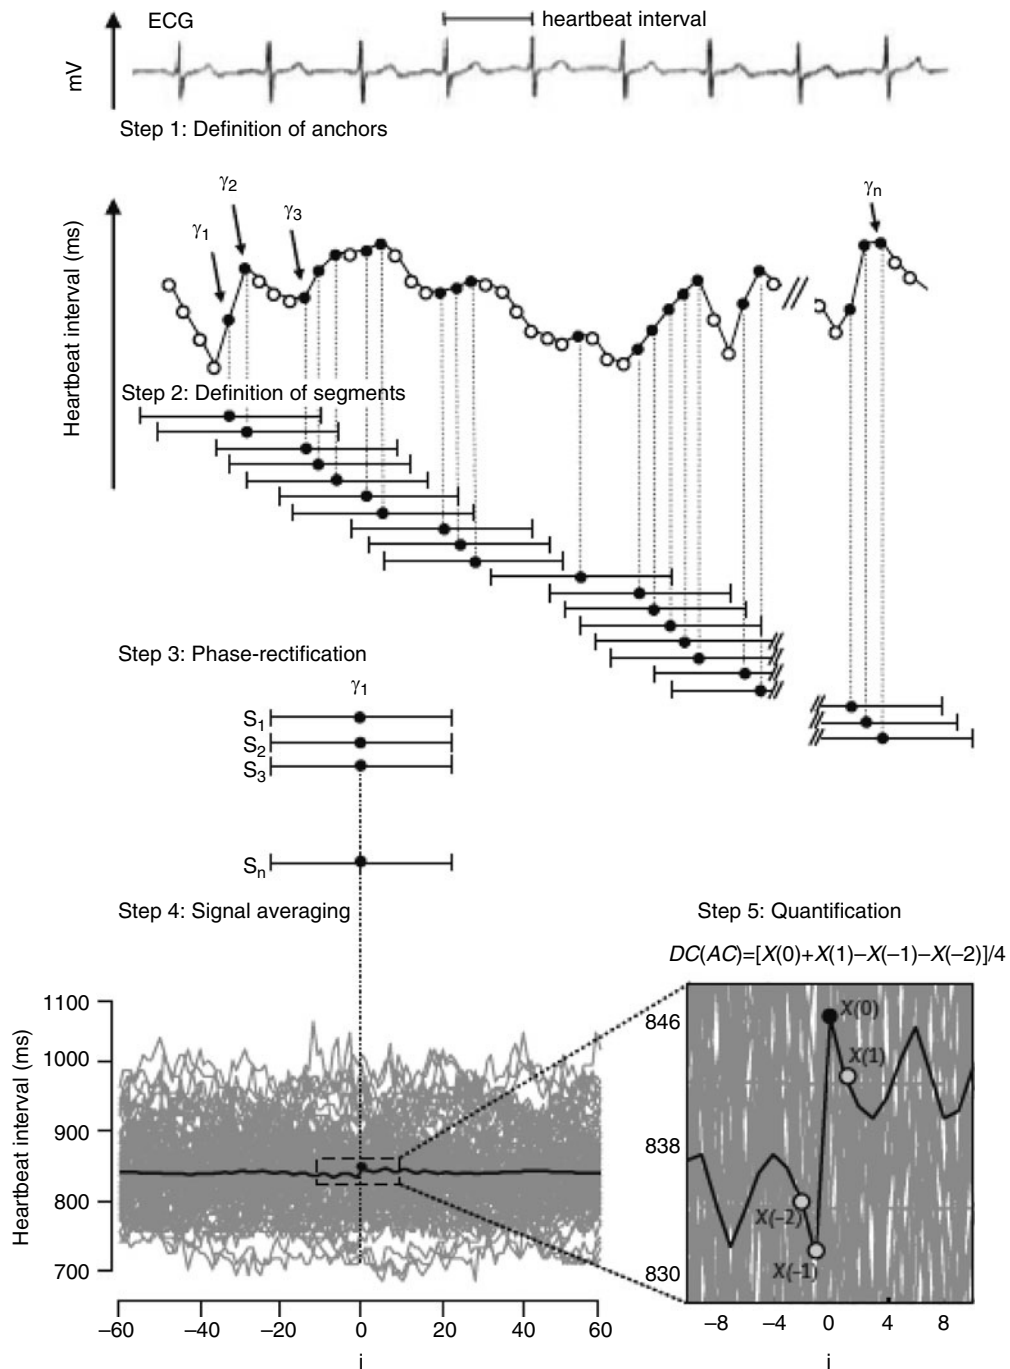 ECG
heartbeat interval
mV
Step 1: Definition of anchors
γ1
γ2
γ3
γn
Heartbeat interval (ms)
Step 2: Definition of segments
Step 3: Phase-rectification
γ1
S1
S2
S3
Sn
Step 4: Signal averaging
Heartbeat interval (ms)
1100
1000
900
800
700
−60 −40 −20 0 20 40 60
i
Step 5: Quantification
DC(AC)=[X(0)+X(1)−X(−1)−X(−2)]/4
846
838
830
X(0)
X(1)
X(−2)
X(−1)
−8 −4 0 4 8
i